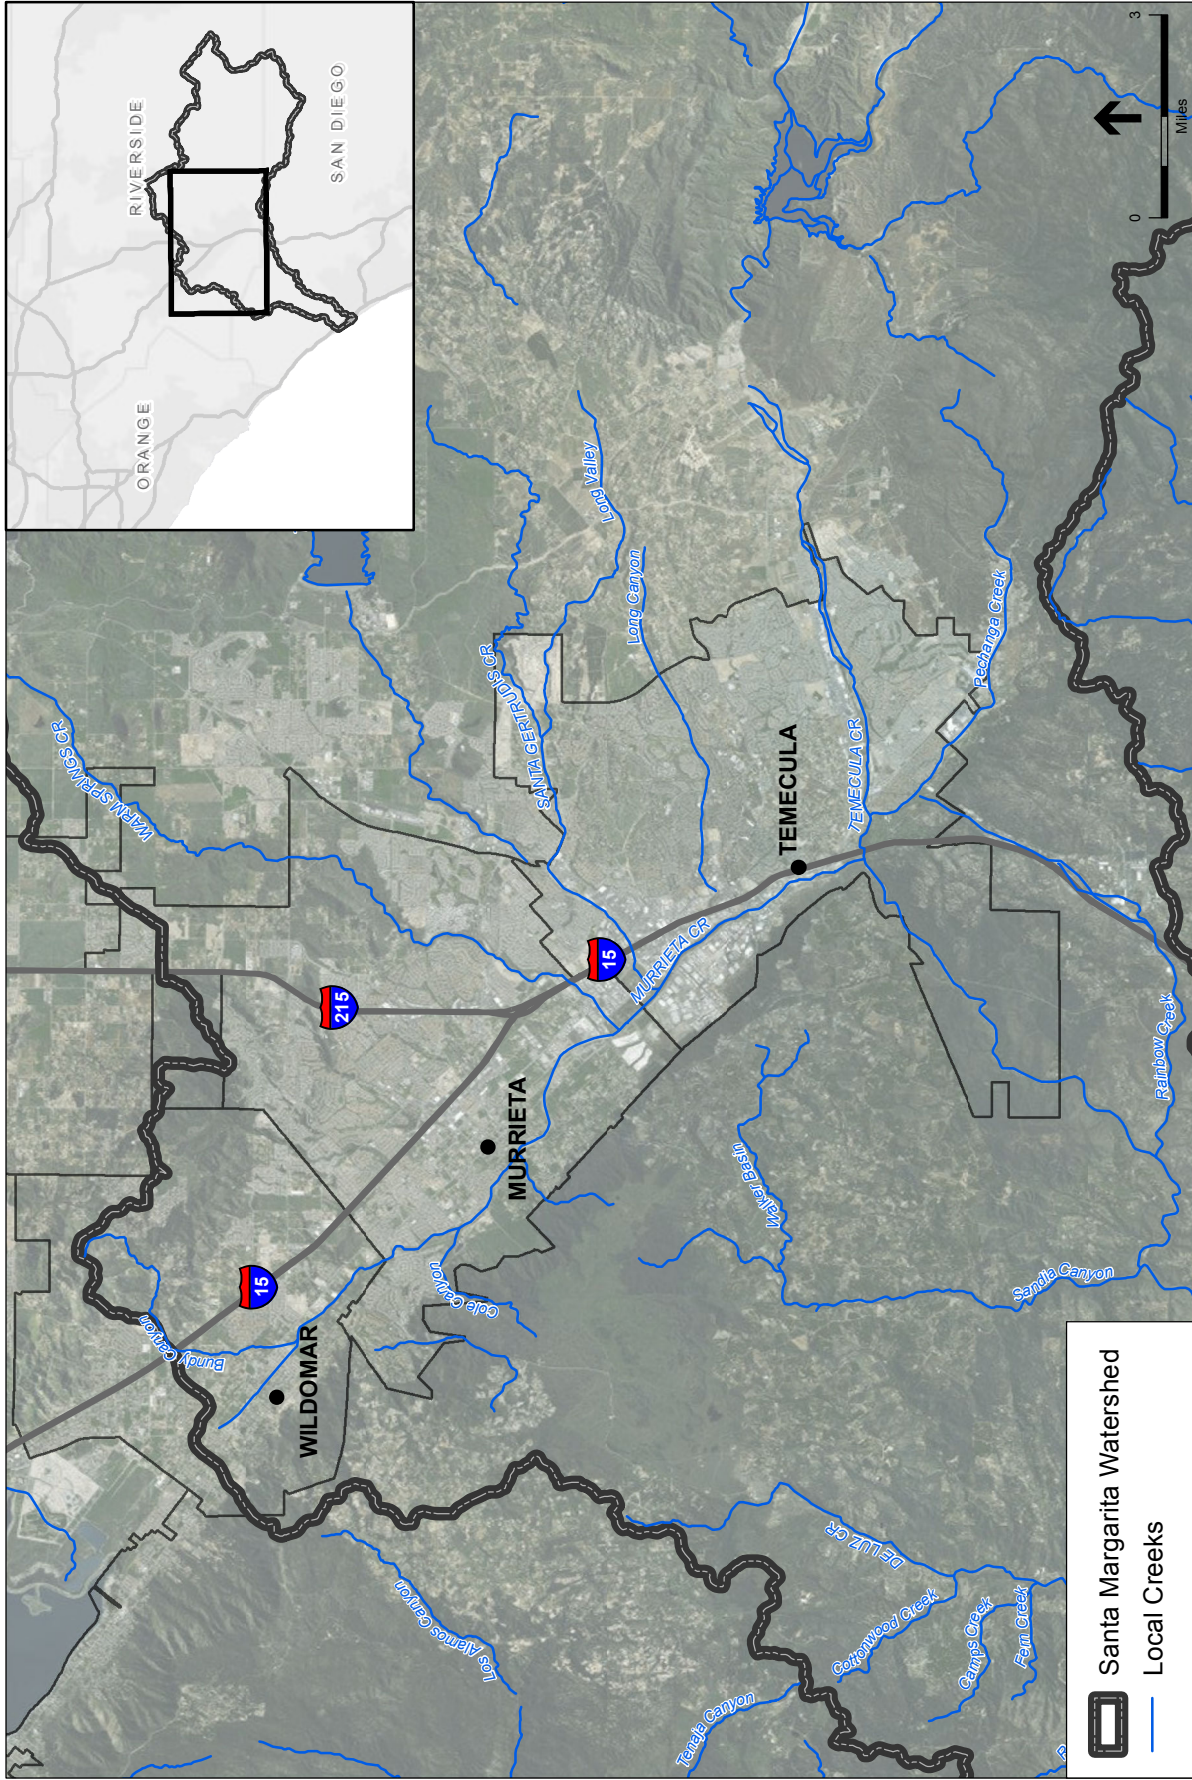 ORANGE
RIVERSIDE
SAN DIEGO
WARM SPRINGS CR
SANTA GERTRUDIS CR
Long Valley
Long Canyon
TEMECULA CR
Pechanga Creek
TEMECULA
MURRIETA CR
215
15
MURRIETA
15
WILDOMAR
Bundy Canyon
Cole Canyon
Walker Basin
Sandia Canyon
Rainbow Creek
Los Alamos Canyon
DE LUZ CR
Cottonwood Creek
Camps Creek
Fern Creek
Tenaja Canyon
0
3
Miles
Santa Margarita Watershed
Local Creeks